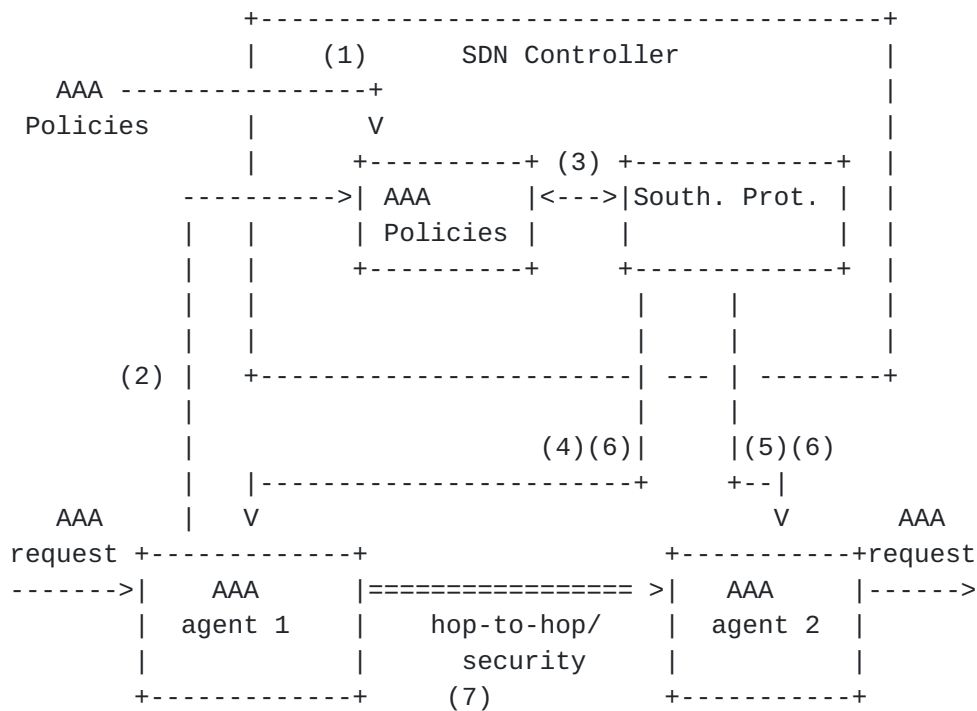 (1) SDN Controller
AAA
Policies V
(3)
AAA South. Prot.
Policies
(2)
(4)(6) (5)(6)
AAA V V AAA
request request
AAA AAA
agent 1 hop-to-hop/ agent 2
security
(7)